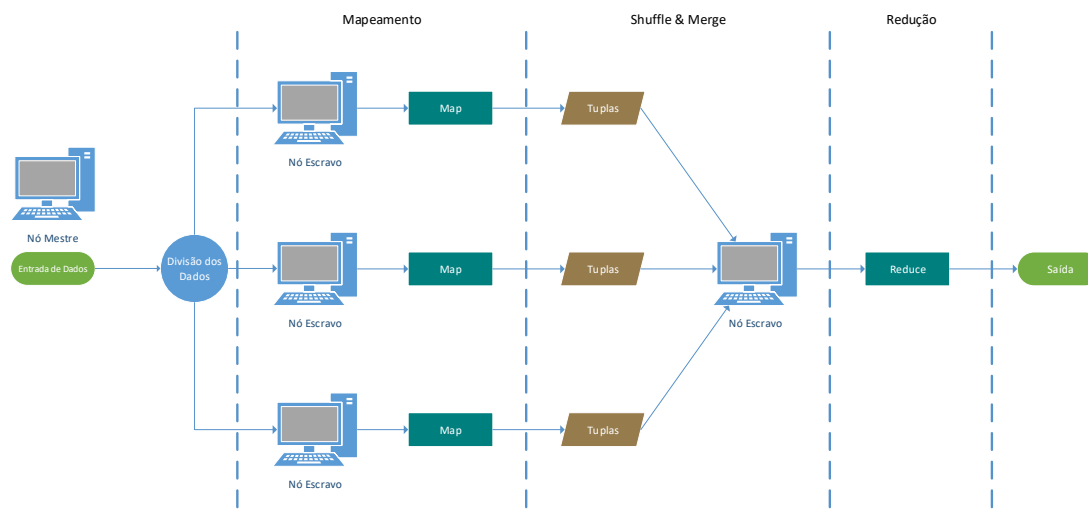 Mapeamento
Shuffle & Merge
Redução
Map
Tuplas
Nó Escravo
Nó Mestre
Entrada de Dados
Divisão dos
Dados
Map
Tuplas
Reduce
Saída
Nó Escravo
Nó Escravo
Map
Tuplas
Nó Escravo